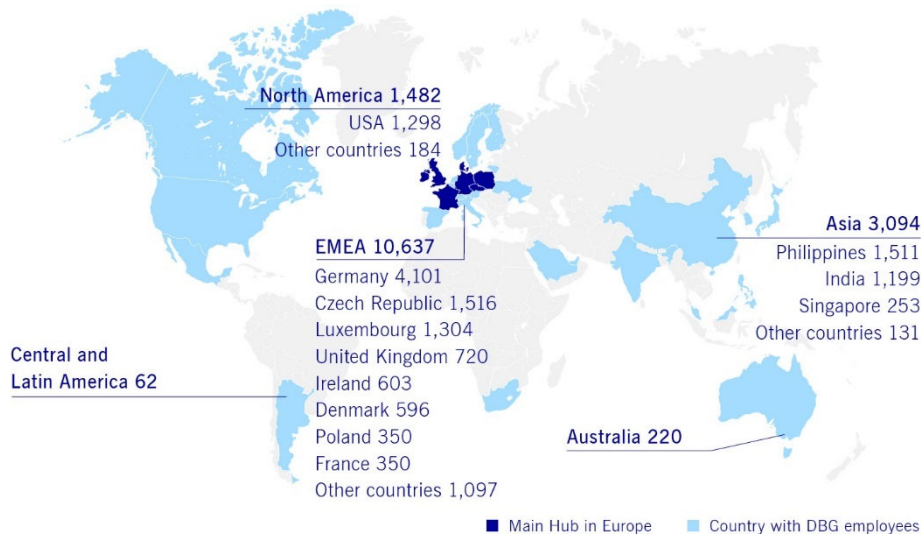 North America 1,482
USA 1,298
Other countries 184
EMEA 10,637
Germany 4,101
Czech Republic 1,516
Luxembourg 1,304
United Kingdom 720
Ireland 603
Denmark 596
Poland 350
France 350
Other countries 1,097
Asia 3,094
Philippines 1,511
India 1,199
Singapore 253
Other countries 131
Central and
Latin America 62
Australia 220
Main Hub in Europe
Country with DBG employees